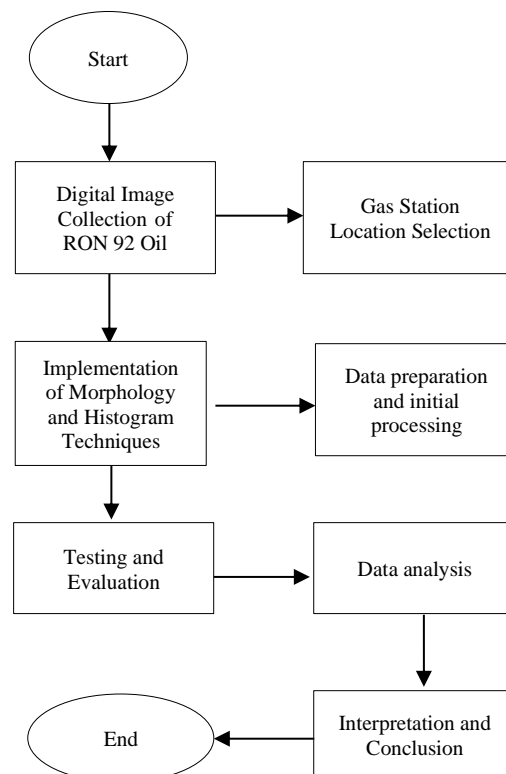 Start
Digital Image
Collection of
RON 92 Oil
Gas Station
Location Selection
Implementation
of Morphology
and Histogram
Techniques
Data preparation
and initial
processing
Testing and
Evaluation
Data analysis
Interpretation and
Conclusion
End